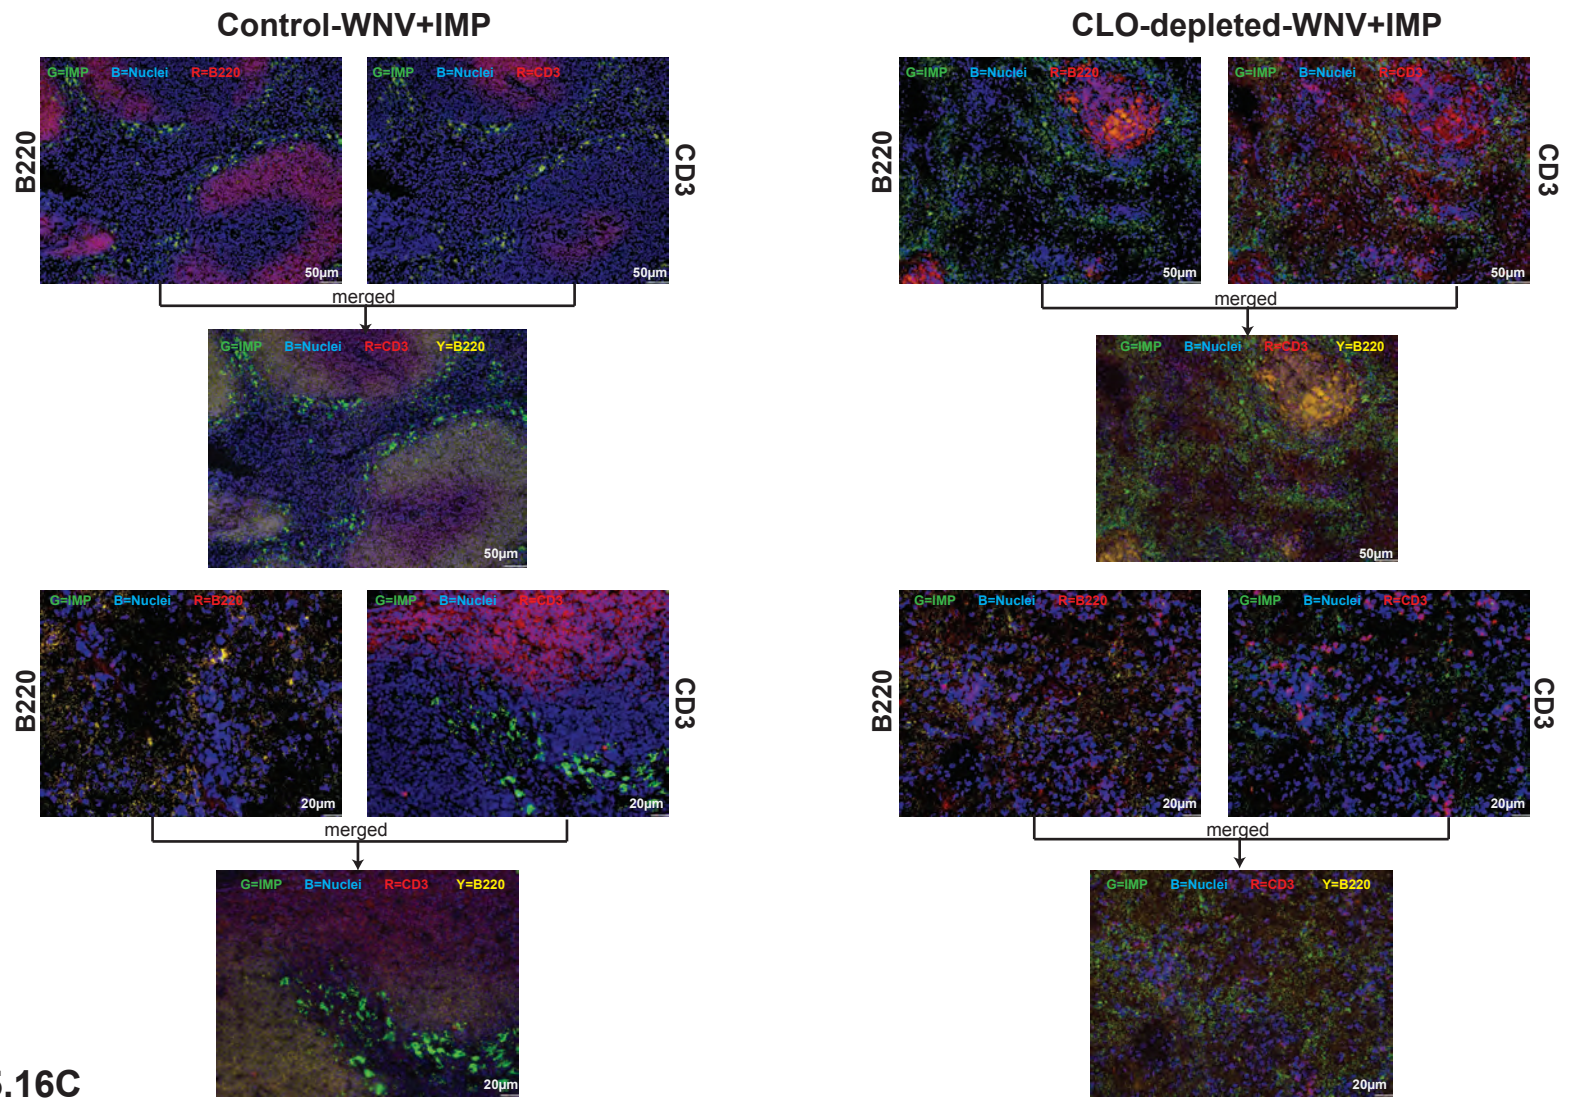 Control-WNV+IMP
CLO-depleted-WNV+IMP
G=IMP B=Nuclei R=B220
G=IMP B=Nuclei R=CD3
G=IMP B=Nuclei R=B220
G=IMP B=Nuclei R=CD3
B220
CD3
B220
CD3
50µm
50µm
50µm
50µm
merged
merged
G=IMP B=Nuclei R=CD3 Y=B220
G=IMP B=Nuclei R=CD3 Y=B220
50µm
50µm
G=IMP B=Nuclei R=B220
G=IMP B=Nuclei R=CD3
G=IMP B=Nuclei R=B220
G=IMP B=Nuclei R=CD3
B220
CD3
B220
CD3
20µm
20µm
20µm
20µm
merged
merged
G=IMP B=Nuclei R=CD3 Y=B220
G=IMP B=Nuclei R=CD3 Y=B220
20µm
20µm
.16C